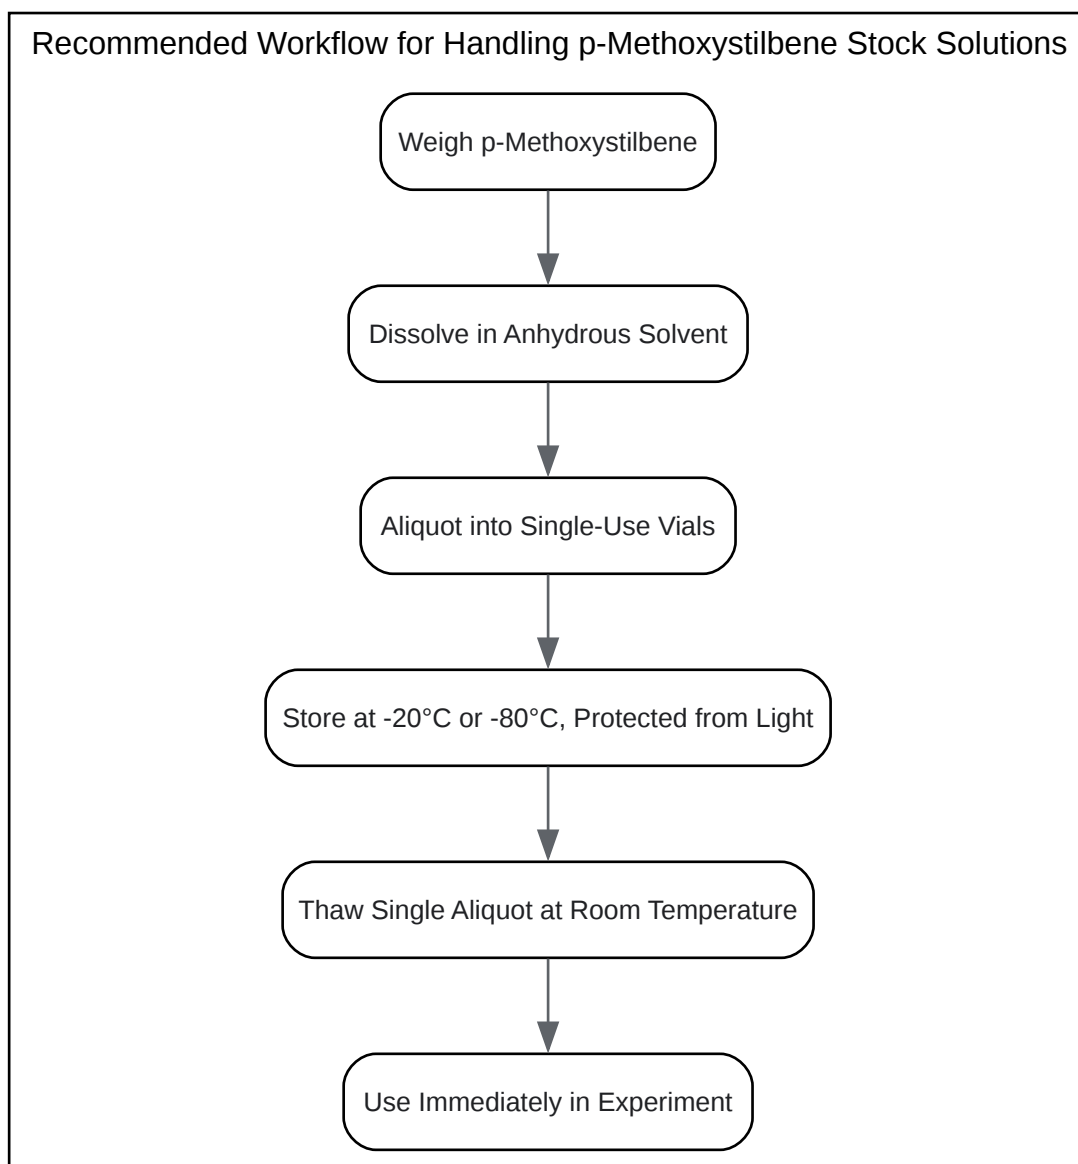 Recommended Workflow for Handling p-Methoxystilbene Stock Solutions
Weigh p-Methoxystilbene
Dissolve in Anhydrous Solvent
Aliquot into Single-Use Vials
Store at -20°C or -80°C, Protected from Light
Thaw Single Aliquot at Room Temperature
Use Immediately in Experiment